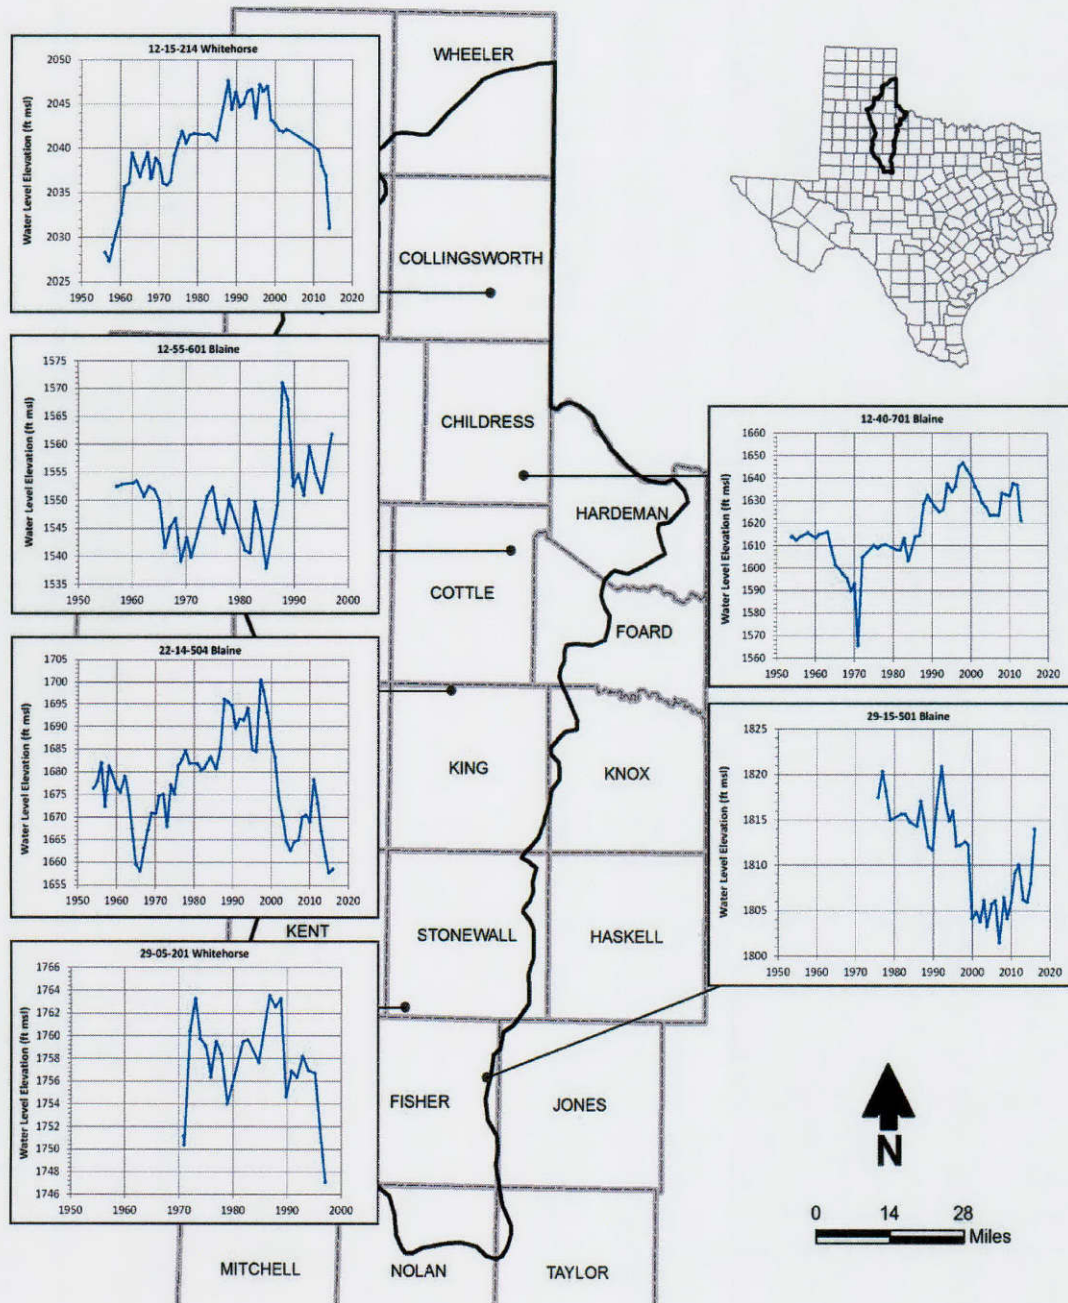 WHEELER
COLLINGSWORTH
CHILDRESS
HARDEMAN
COTTLE
FOARD
KING
KNOX
KENT
STONEWALL
HASKELL
FISHER
JONES
MITCHELL
NOLAN
TAYLOR
12-15-214 Whitehorse
Water Level Elevation (ft msl)
2050
2045
2040
2035
2030
2025
1950 1960 1970 1980 1990 2000 2010 2020
12-55-601 Blaine
Water Level Elevation (ft msl)
1575
1570
1565
1560
1555
1550
1545
1540
1535
1950 1960 1970 1980 1990 2000
22-14-504 Blaine
Water Level Elevation (ft msl)
1705
1700
1695
1690
1685
1680
1675
1670
1665
1660
1655
1950 1960 1970 1980 1990 2000 2010 2020
29-05-201 Whitehorse
Water Level Elevation (ft msl)
1766
1764
1762
1760
1758
1756
1754
1752
1750
1748
1746
1950 1960 1970 1980 1990 2000
12-40-701 Blaine
Water Level Elevation (ft msl)
1660
1650
1640
1630
1620
1610
1600
1590
1580
1570
1560
1950 1960 1970 1980 1990 2000 2010 2020
29-15-501 Blaine
Water Level Elevation (ft msl)
1825
1820
1815
1810
1805
1800
1950 1960 1970 1980 1990 2000 2010 2020
N
0 14 28
Miles